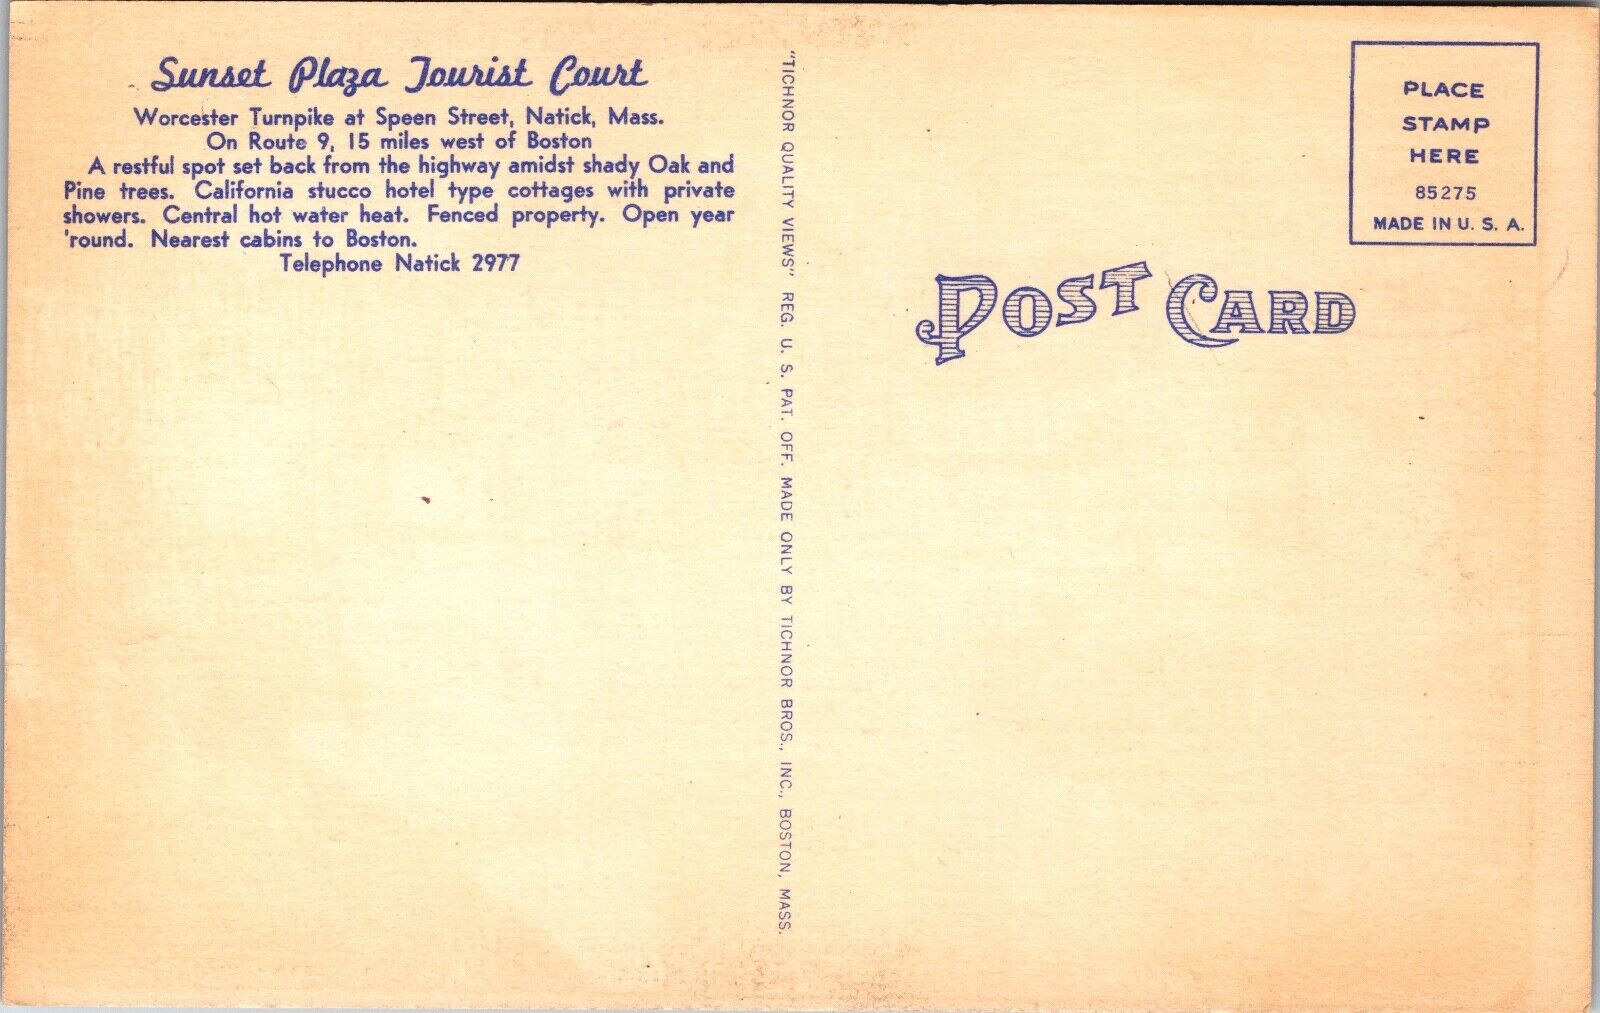 Sunset Plaza Tourist Court
Worcester Turnpike at Speen Street, Natick, Mass.
On Route 9, 15 miles west of Boston
A restful spot set back from the highway amidst shady Oak and
Pine trees. California stucco hotel type cottages with private
showers. Central hot water heat. Fenced property. Open year
'round. Nearest cabins to Boston.
Telephone Natick 2977
"TICHNOR QUALITY VIEWS" REG. U. S. PAT. OFF. MADE ONLY BY TICHNOR BROS., INC., BOSTON, MASS.
POST CARD
PLACE
STAMP
HERE
85275
MADE IN U. S. A.